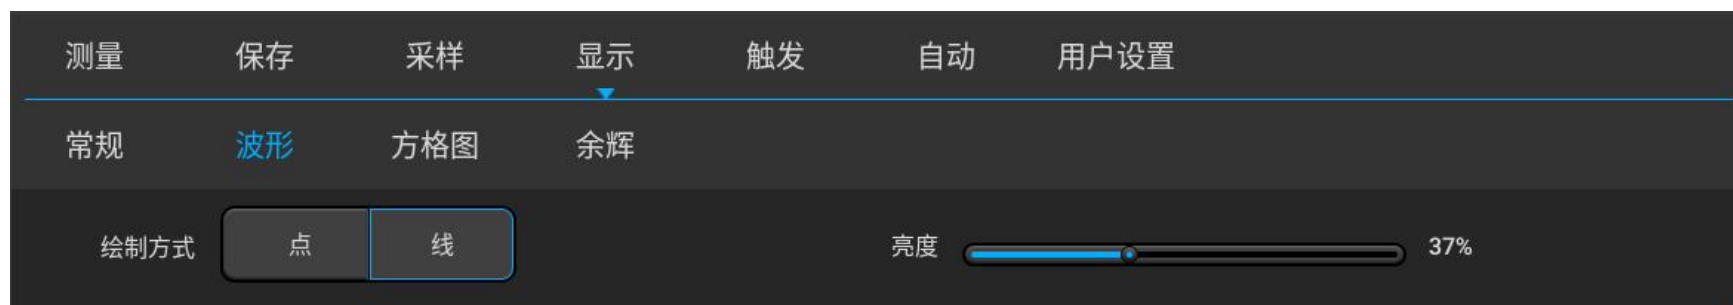 测量 保存 采样 显示 触发 自动 用户设置
常规 波形 方格图 余辉
绘制方式 点 线 亮度 37%